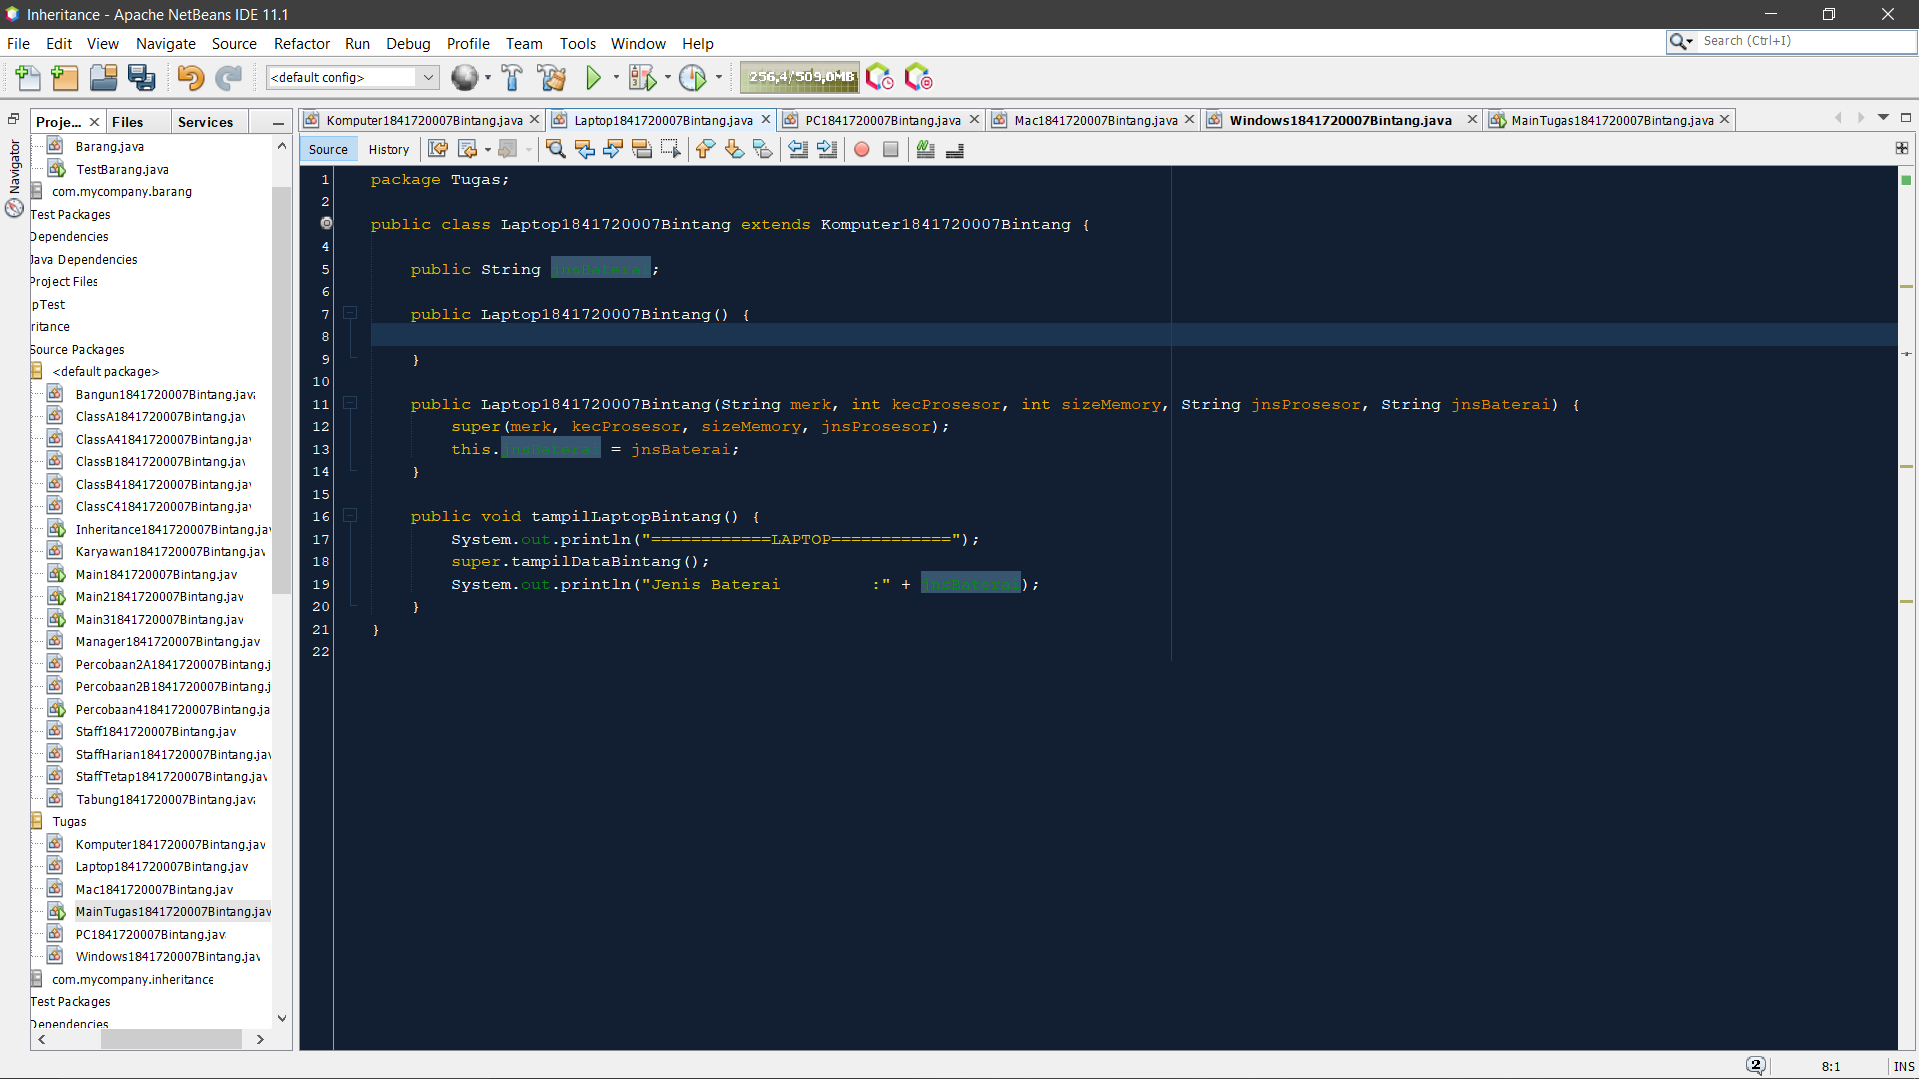 Inheritance - Apache NetBeans IDE 11.1
File Edit View Navigate Source Refactor Run Debug Profile Team Tools Window Help
Search (Ctrl+I)
<default config>
256,4/509,0MB
Proje... Files Services
Navigator
Komputer1841720007Bintang.java Laptop1841720007Bintang.java PC1841720007Bintang.java Mac1841720007Bintang.java Windows1841720007Bintang.java MainTugas1841720007Bintang.java
Source History
Barang.java
TestBarang.java
com.mycompany.barang
Test Packages
Dependencies
Java Dependencies
Project Files
pTest
ritance
Source Packages
<default package>
Bangun1841720007Bintang.java
ClassA1841720007Bintang.jav
ClassA41841720007Bintang.jav
ClassB1841720007Bintang.jav
ClassB41841720007Bintang.jav
ClassC41841720007Bintang.jav
Inheritance1841720007Bintang.jav
Karyawan1841720007Bintang.jav
Main1841720007Bintang.jav
Main21841720007Bintang.jav
Main31841720007Bintang.jav
Manager1841720007Bintang.jav
Percobaan2A1841720007Bintang.j
Percobaan2B1841720007Bintang.j
Percobaan41841720007Bintang.ja
Staff1841720007Bintang.jav
StaffHarian1841720007Bintang.jav
StaffTetap1841720007Bintang.jav
Tabung1841720007Bintang.java
Tugas
Komputer1841720007Bintang.jav
Laptop1841720007Bintang.jav
Mac1841720007Bintang.jav
MainTugas1841720007Bintang.jav
PC1841720007Bintang.jav
Windows1841720007Bintang.jav
com.mycompany.inheritance
Test Packages
Dependencies
1 package Tugas;
2
public class Laptop1841720007Bintang extends Komputer1841720007Bintang {
4
5 public String jnsBaterai;
6
7 public Laptop1841720007Bintang() {
8
9 }
10
11 public Laptop1841720007Bintang(String merk, int kecProsesor, int sizeMemory, String jnsProsesor, String jnsBaterai) {
12 super(merk, kecProsesor, sizeMemory, jnsProsesor);
13 this.jnsBaterai = jnsBaterai;
14 }
15
16 public void tampilLaptopBintang() {
17 System.out.println("============LAPTOP============");
18 super.tampilDataBintang();
19 System.out.println("Jenis Baterai :" + jnsBaterai);
20 }
21 }
22
2 8:1 INS